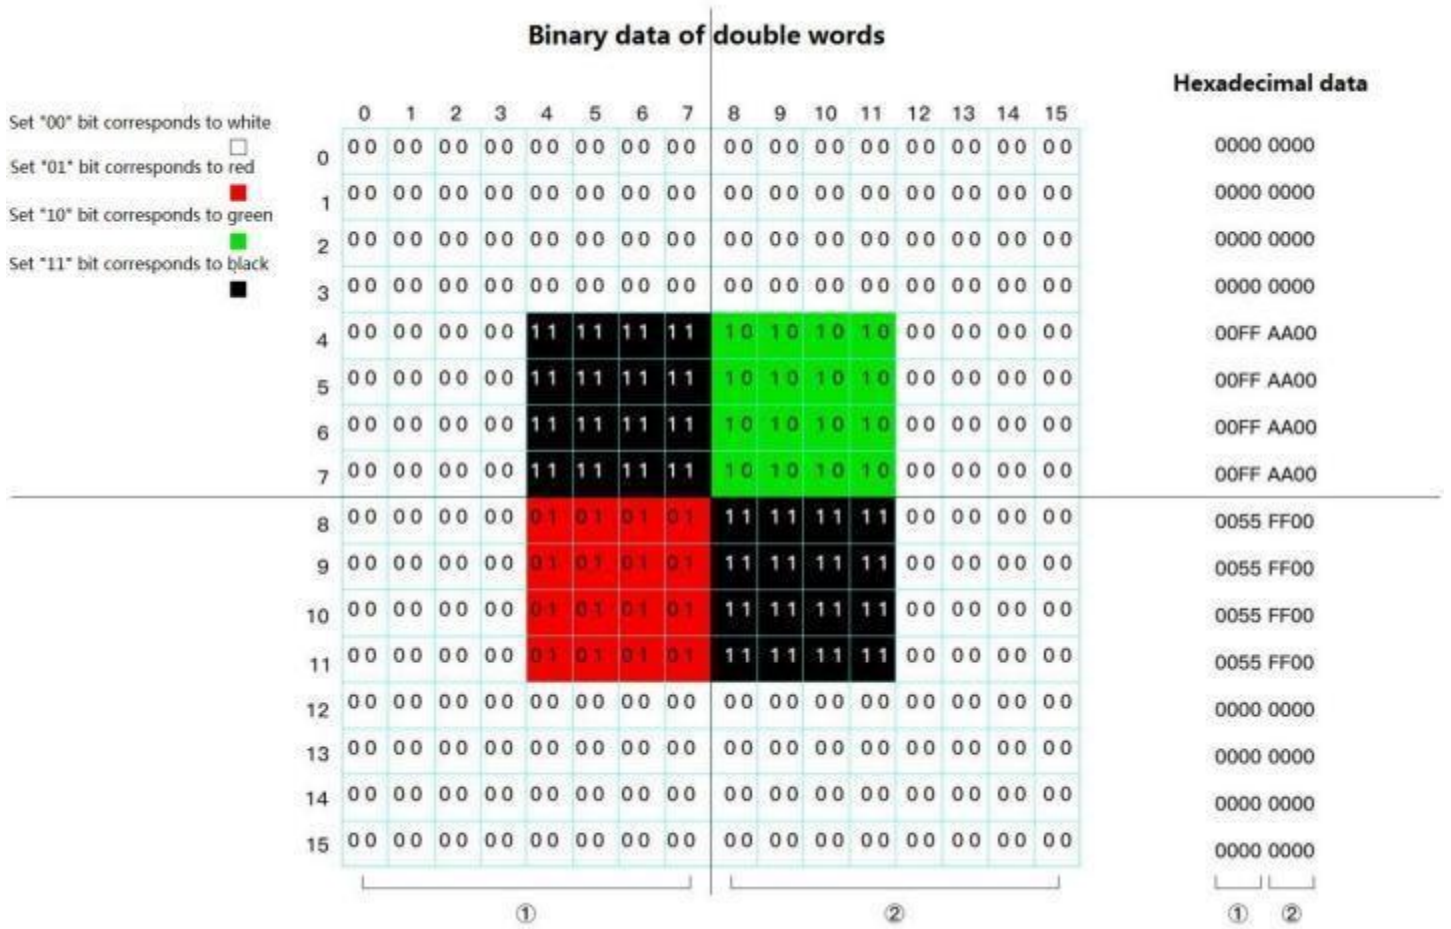 Binary data of double words
Hexadecimal data
Set "00" bit corresponds to white
Set "01" bit corresponds to red
Set "10" bit corresponds to green
Set "11" bit corresponds to black
0 1 2 3 4 5 6 7 8 9 10 11 12 13 14 15
0 00 00 00 00 00 00 00 00 00 00 00 00 00 00 00 00 0000 0000
1 00 00 00 00 00 00 00 00 00 00 00 00 00 00 00 00 0000 0000
2 00 00 00 00 00 00 00 00 00 00 00 00 00 00 00 00 0000 0000
3 00 00 00 00 00 00 00 00 00 00 00 00 00 00 00 00 0000 0000
4 00 00 00 00 11 11 11 11 10 10 10 10 00 00 00 00 00FF AA00
5 00 00 00 00 11 11 11 11 10 10 10 10 00 00 00 00 00FF AA00
6 00 00 00 00 11 11 11 11 10 10 10 10 00 00 00 00 00FF AA00
7 00 00 00 00 11 11 11 11 10 10 10 10 00 00 00 00 00FF AA00
8 00 00 00 00 01 01 01 01 11 11 11 11 00 00 00 00 0055 FF00
9 00 00 00 00 01 01 01 01 11 11 11 11 00 00 00 00 0055 FF00
10 00 00 00 00 01 01 01 01 11 11 11 11 00 00 00 00 0055 FF00
11 00 00 00 00 01 01 01 01 11 11 11 11 00 00 00 00 0055 FF00
12 00 00 00 00 00 00 00 00 00 00 00 00 00 00 00 00 0000 0000
13 00 00 00 00 00 00 00 00 00 00 00 00 00 00 00 00 0000 0000
14 00 00 00 00 00 00 00 00 00 00 00 00 00 00 00 00 0000 0000
15 00 00 00 00 00 00 00 00 00 00 00 00 00 00 00 00 0000 0000
① ② ① ②